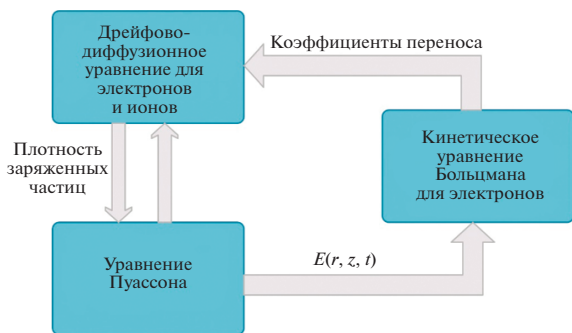 Дрейфово-
диффузионное
уравнение для
электронов
и ионов
Коэффициенты переноса
Кинетическое
уравнение
Больцмана
для электронов
Плотность
заряженных
частиц
Уравнение
Пуассона
E(r, z, t)